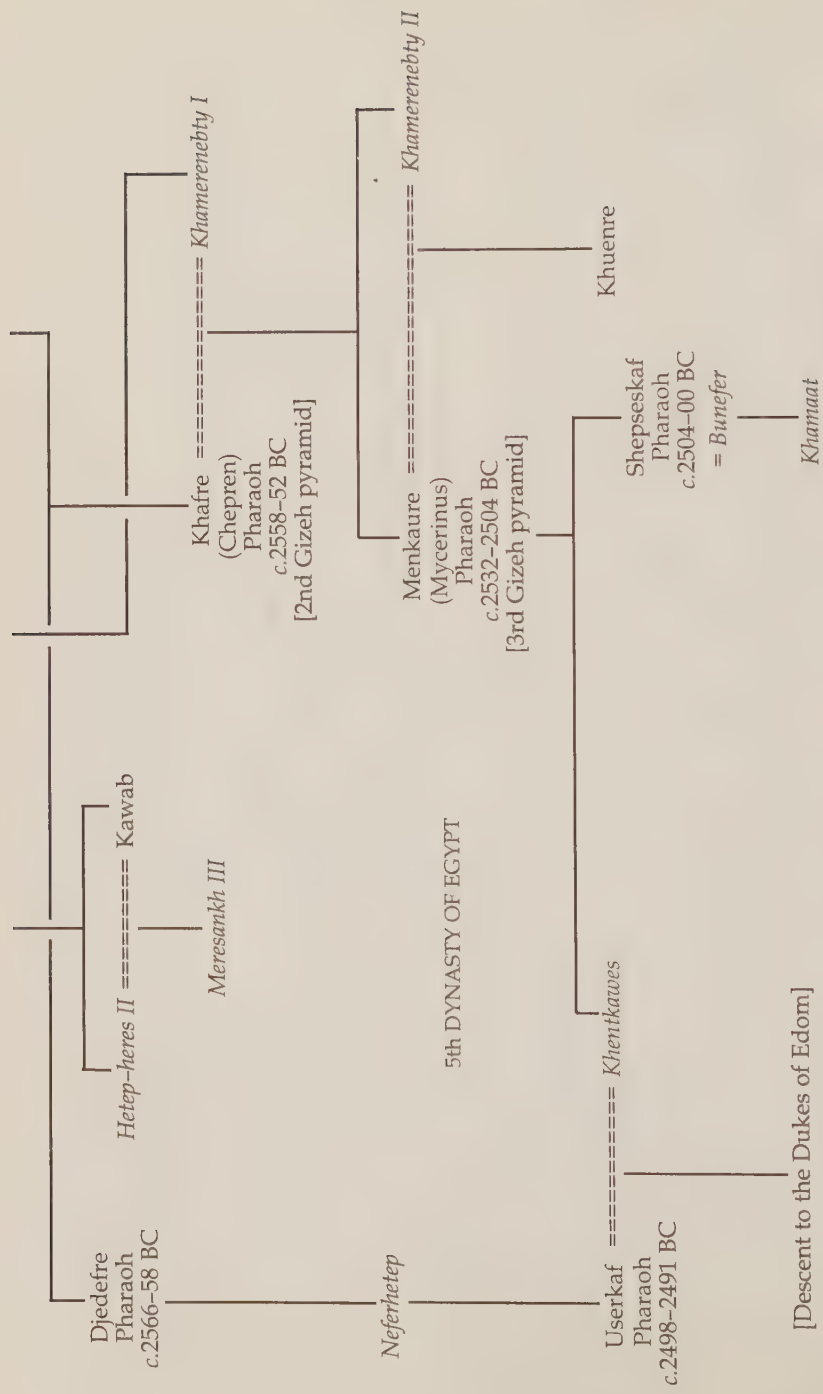 Hetep-heres II ========== Kawab
Djedefre
Pharaoh
c.2566–58 BC
Meresankh III
Khafre ================== Khamerenebty I
(Chepren)
Pharaoh
c.2558–52 BC
[2nd Gizeh pyramid]
Neferhetep
5th DYNASTY OF EGYPT
Menkaure ===================== Khamerenebty II
(Mycerinus)
Pharaoh
c.2532–2504 BC
[3rd Gizeh pyramid]
Userkaf =========== Khentkawes
Pharaoh
c.2498–2491 BC
Shepseskaf
Pharaoh
c.2504–00 BC
= Bunefer
Khuenre
[Descent to the Dukes of Edom]
Khamaat